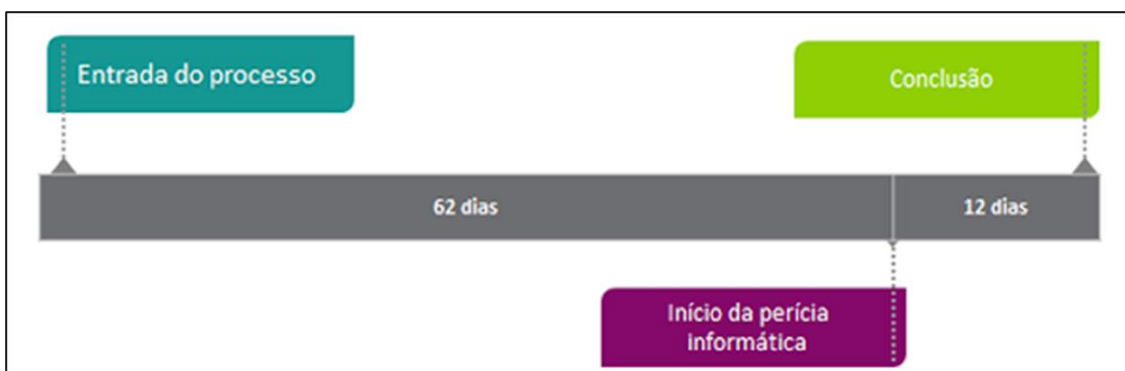 Entrada do processo
Conclusão
62 dias
12 dias
Início da perícia
informática